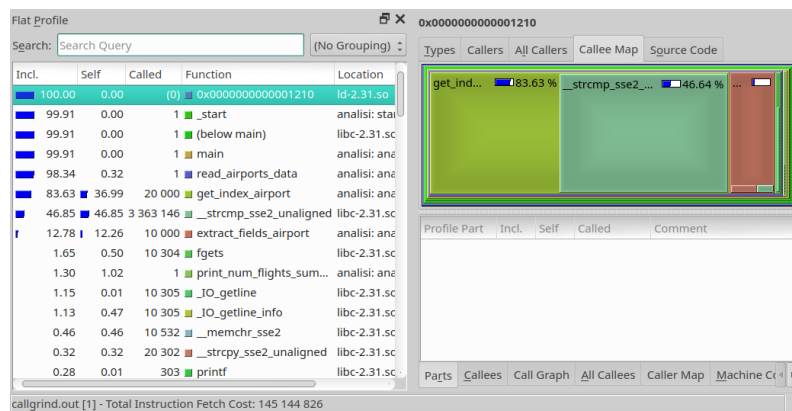 Flat Profile
Search: Search Query (No Grouping)
Incl. Self Called Function Location
100.00 0.00 (0) 0x0000000000001210 ld-2.31.so
99.91 0.00 1 _start analisi: star
99.91 0.00 1 (below main) libc-2.31.so
99.91 0.00 1 main analisi: ana
98.34 0.32 1 read_airports_data analisi: ana
83.63 36.99 20 000 get_index_airport analisi: ana
46.85 46.85 3 363 146 __strcmp_sse2_unaligned libc-2.31.so
12.78 12.26 10 000 extract_fields_airport analisi: ana
1.65 0.50 10 304 fgets libc-2.31.so
1.30 1.02 1 print_num_flights_sum... analisi: ana
1.15 0.01 10 305 _IO_getline libc-2.31.so
1.13 0.47 10 305 _IO_getline_info libc-2.31.so
0.46 0.46 10 532 __memchr_sse2 libc-2.31.so
0.32 0.32 20 302 __strcpy_sse2_unaligned libc-2.31.so
0.28 0.01 303 printf libc-2.31.so
0x0000000000001210
Types Callers All Callers Callee Map Source Code
get_ind... 83.63 % __strcmp_sse2_... 46.64 % ...
Profile Part Incl. Self Called Comment
Parts Callees Call Graph All Callees Caller Map Machine Co
callgrind.out [1] - Total Instruction Fetch Cost: 145 144 826